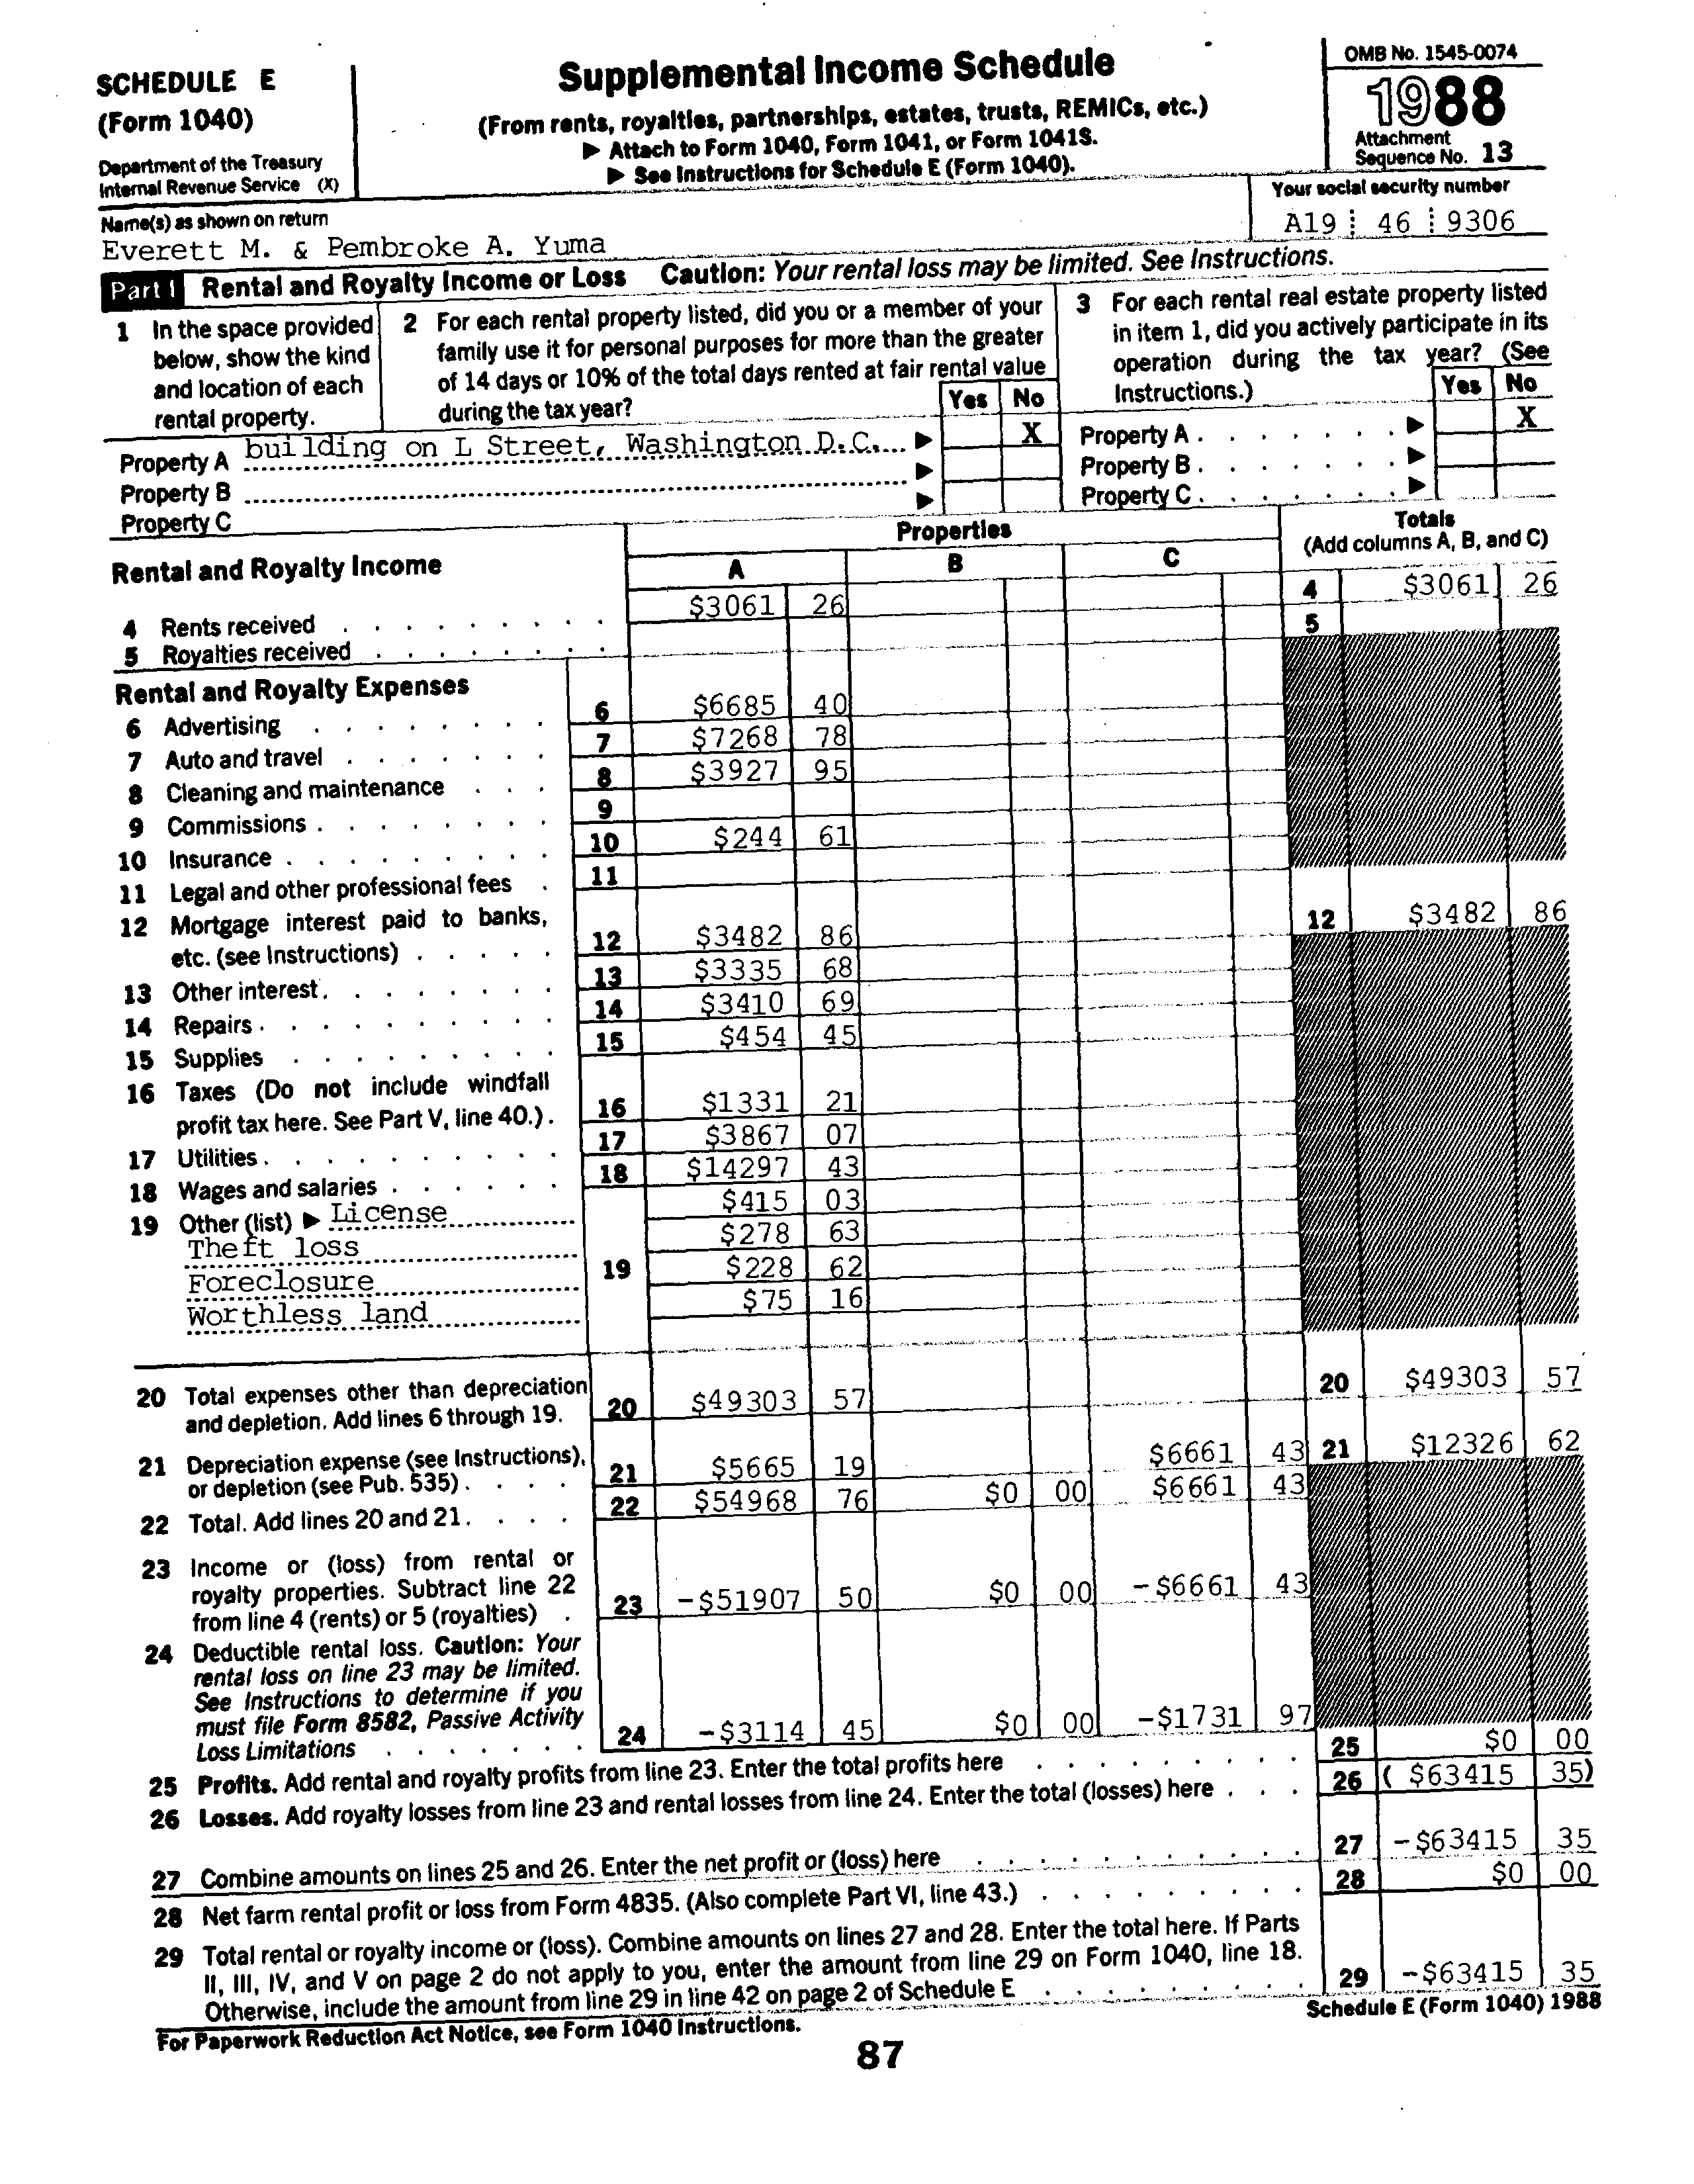 SCHEDULE E
(Form 1040)
Department of the Treasury
Internal Revenue Service (X)
Supplemental Income Schedule
(From rents, royalties, partnerships, estates, trusts, REMICs, etc.)
▶ Attach to Form 1040, Form 1041, or Form 1041S.
▶ See Instructions for Schedule E (Form 1040).
OMB No. 1545-0074
1988
Attachment
Sequence No. 13
Name(s) as shown on return
Everett M. & Pembroke A. Yuma
Your social security number
A19 46 9306
Part I Rental and Royalty Income or Loss Caution: Your rental loss may be limited. See Instructions.
1 In the space provided
below, show the kind
and location of each
rental property.
2 For each rental property listed, did you or a member of your
family use it for personal purposes for more than the greater
of 14 days or 10% of the total days rented at fair rental value
during the tax year?
Yes No
3 For each rental real estate property listed
in item 1, did you actively participate in its
operation during the tax year? (See
Instructions.)
Yes No
Property A building on L Street, Washington D.C. ▶ X Property A ▶ X
Property B ▶ Property B ▶
Property C ▶ Property C ▶
Properties Totals
Rental and Royalty Income A B C (Add columns A, B, and C)
4 Rents received $3061 26 4 $3061 26
5 Royalties received 5
Rental and Royalty Expenses
6 Advertising 6 $6685 40
7 Auto and travel 7 $7268 78
8 Cleaning and maintenance 8 $3927 95
9 Commissions 9
10 Insurance 10 $244 61
11 Legal and other professional fees 11
12 Mortgage interest paid to banks,
etc. (see Instructions) 12 $3482 86 12 $3482 86
13 Other interest 13 $3335 68
14 Repairs 14 $3410 69
15 Supplies 15 $454 45
16 Taxes (Do not include windfall
profit tax here. See Part V, line 40.) 16 $1331 21
17 Utilities 17 $3867 07
18 Wages and salaries 18 $14297 43
19 Other (list) ▶ License $415 03
Theft loss $278 63
Foreclosure 19 $228 62
Worthless land $75 16
20 Total expenses other than depreciation
and depletion. Add lines 6 through 19. 20 $49303 57 20 $49303 57
21 Depreciation expense (see Instructions),
or depletion (see Pub. 535) 21 $5665 19 $6661 43 21 $12326 62
22 Total. Add lines 20 and 21 22 $54968 76 $0 00 $6661 43
23 Income or (loss) from rental or
royalty properties. Subtract line 22
from line 4 (rents) or 5 (royalties) 23 -$51907 50 $0 00 -$6661 43
24 Deductible rental loss. Caution: Your
rental loss on line 23 may be limited.
See Instructions to determine if you
must file Form 8582, Passive Activity
Loss Limitations 24 -$3114 45 $0 00 -$1731 97
25 Profits. Add rental and royalty profits from line 23. Enter the total profits here 25 $0 00
26 Losses. Add royalty losses from line 23 and rental losses from line 24. Enter the total (losses) here 26 ( $63415 35)
27 Combine amounts on lines 25 and 26. Enter the net profit or (loss) here 27 -$63415 35
28 Net farm rental profit or loss from Form 4835. (Also complete Part VI, line 43.) 28 $0 00
29 Total rental or royalty income or (loss). Combine amounts on lines 27 and 28. Enter the total here. If Parts
II, III, IV, and V on page 2 do not apply to you, enter the amount from line 29 on Form 1040, line 18.
Otherwise, include the amount from line 29 in line 42 on page 2 of Schedule E 29 -$63415 35
For Paperwork Reduction Act Notice, see Form 1040 Instructions. Schedule E (Form 1040) 1988
87